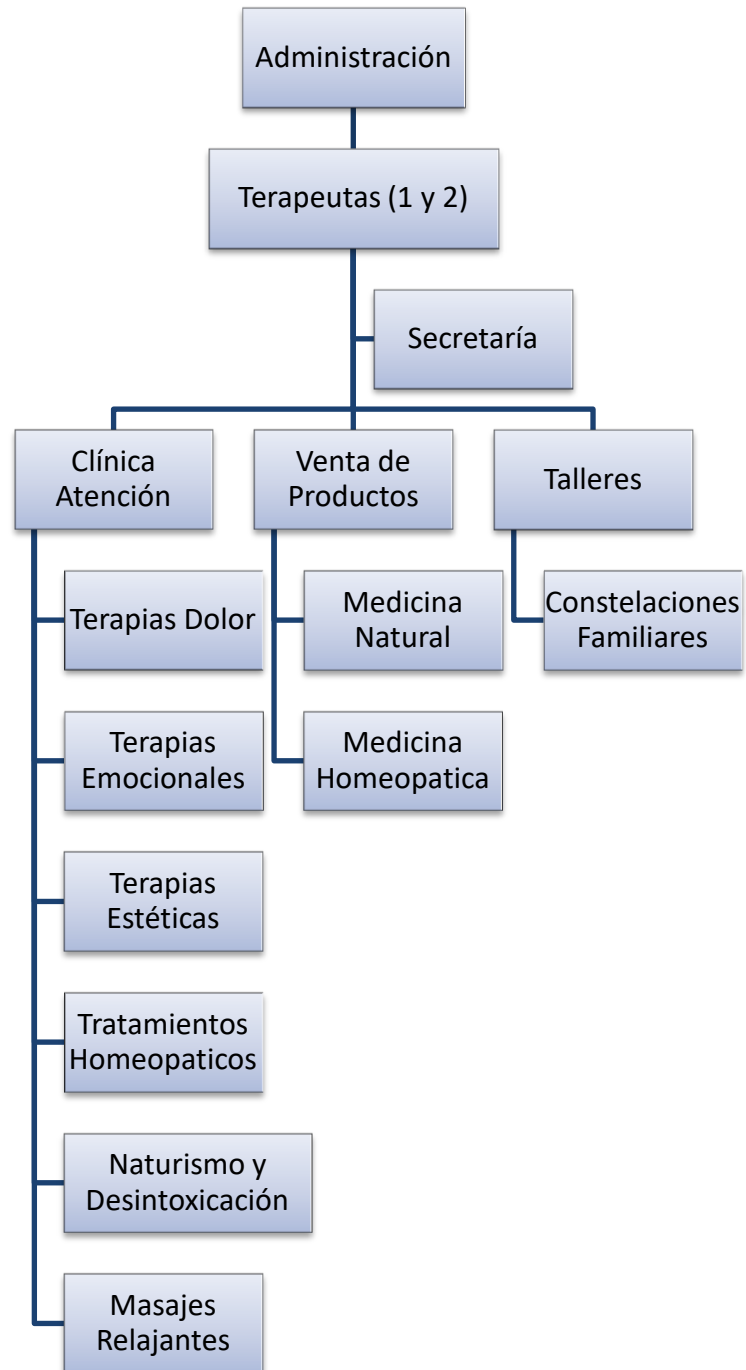 Administración
Terapeutas (1 y 2)
Secretaría
Clínica
Atención
Venta de
Productos
Talleres
Terapias Dolor
Medicina
Natural
Constelaciones
Familiares
Terapias
Emocionales
Medicina
Homeopatica
Terapias
Estéticas
Tratamientos
Homeopaticos
Naturismo y
Desintoxicación
Masajes
Relajantes